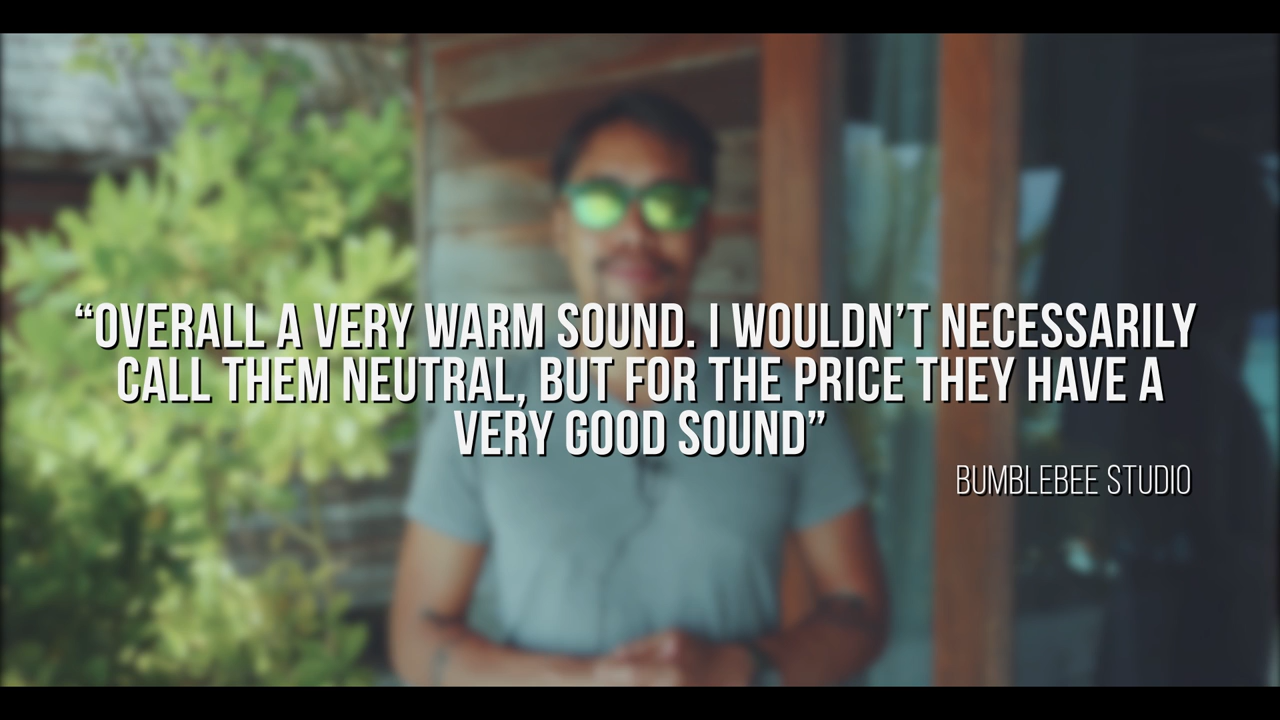 “OVERALL A VERY WARM SOUND. I WOULDN’T NECESSARILY
CALL THEM NEUTRAL, BUT FOR THE PRICE THEY HAVE A
VERY GOOD SOUND”
BUMBLEBEE STUDIO